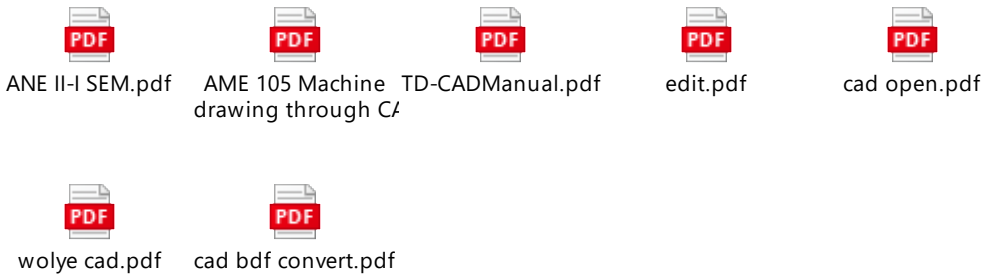 PDF PDF PDF PDF PDF
ANE II-I SEM.pdf AME 105 Machine TD-CADManual.pdf edit.pdf cad open.pdf
drawing through CA
PDF PDF
wolye cad.pdf cad bdf convert.pdf